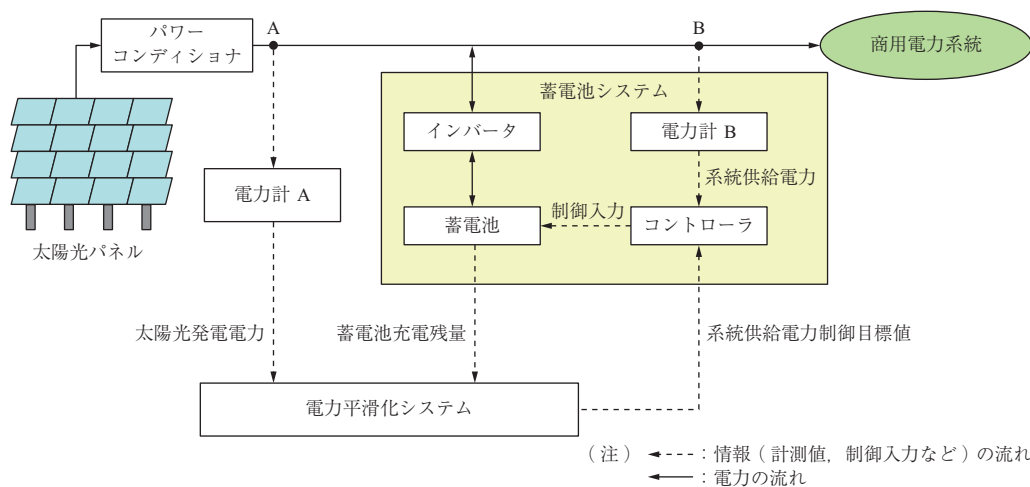 パワー
コンディショナ
A
B
商用電力系統
蓄電池システム
インバータ
電力計 B
電力計 A
系統供給電力
制御入力
蓄電池
コントローラ
太陽光パネル
太陽光発電電力
蓄電池充電残量
系統供給電力制御目標値
電力平滑化システム
（注） ：情報（計測値，制御入力など）の流れ
：電力の流れ